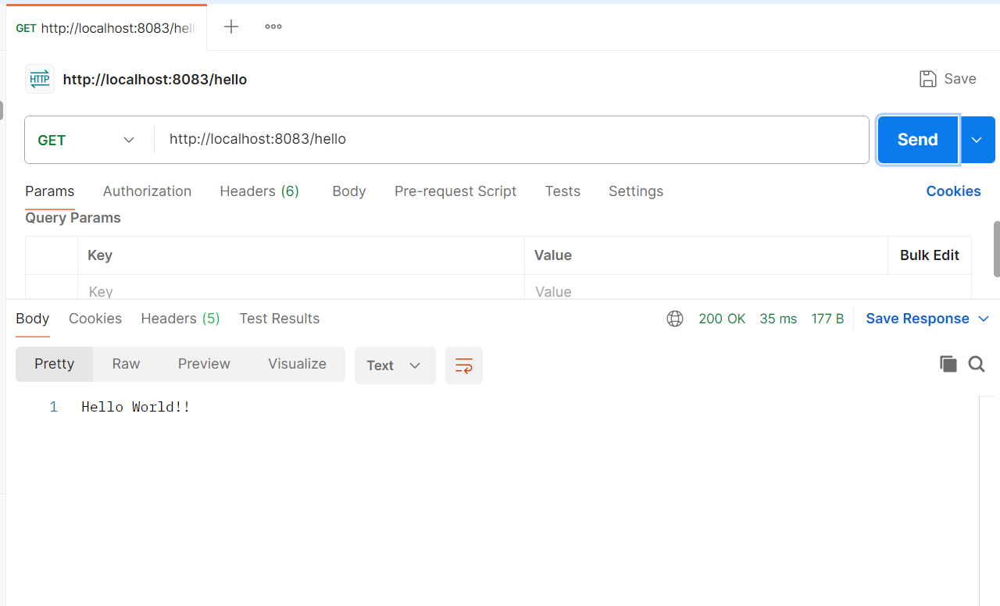 GET http://localhost:8083/hell
HTTP http://localhost:8083/hello Save
GET http://localhost:8083/hello Send
Params Authorization Headers (6) Body Pre-request Script Tests Settings Cookies
Query Params
Key Value Bulk Edit
Key Value
Body Cookies Headers (5) Test Results 200 OK 35 ms 177 B Save Response
Pretty Raw Preview Visualize Text
1 Hello World!!